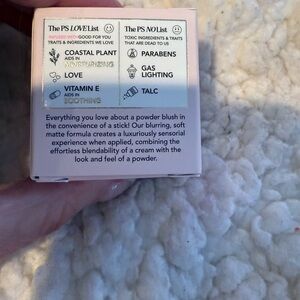 The PS LOVE List
INFUSED WITH GOOD FOR YOU
TRAITS & INGREDIENTS WE LOVE
COASTAL PLANT
AIDS IN
MOISTURIZING
LOVE
VITAMIN E
AIDS IN
SOOTHING
The PS NO List
TOXIC INGREDIENTS & TRAITS
THAT ARE DEAD TO US
PARABENS
GAS
LIGHTING
TALC
Everything you love about a powder blush in
the convenience of a stick! Our blurring, soft
matte formula creates a luxuriously sensorial
experience when applied, combining the
effortless blendability of a cream with the
look and feel of a powder.